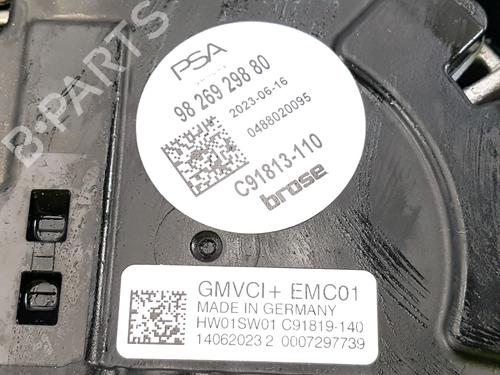 B-PARTS
PSA
98 269 298 80
2023-06-16
0488020095
C91813-110
brose
GMVCI+ EMC01
MADE IN GERMANY
HW01SW01 C91819-140
14062023 2 0007297739